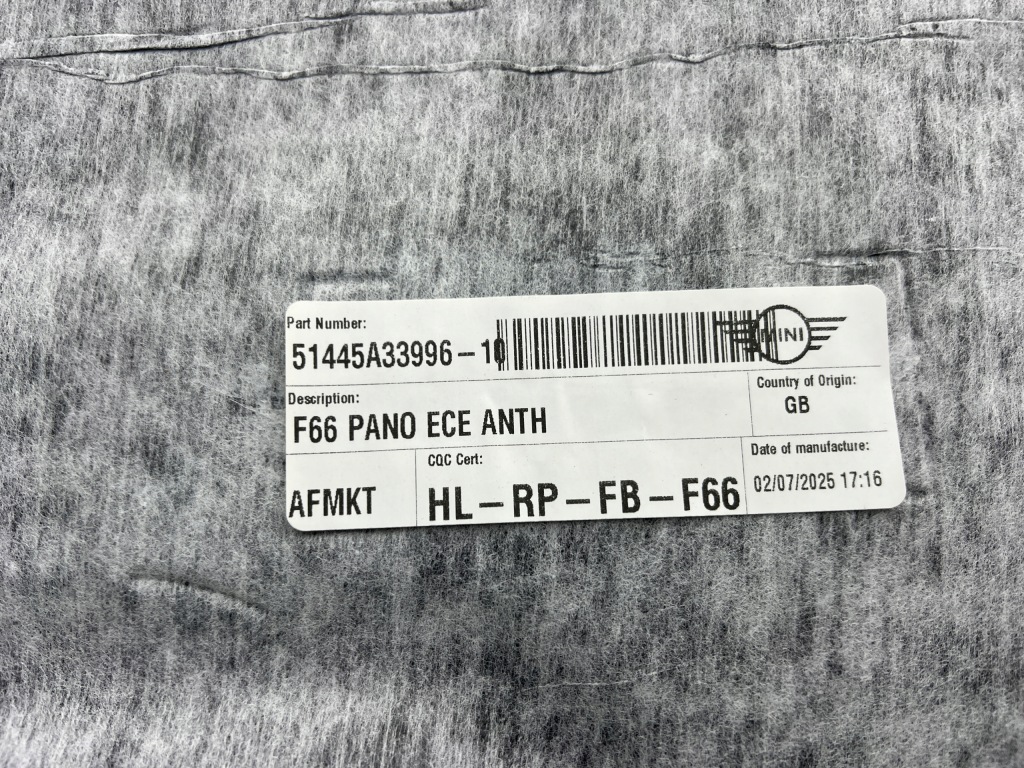 Part Number:
51445A33996-10
MINI
Description:
F66 PANO ECE ANTH
Country of Origin:
GB
AFMKT
CQC Cert:
HL-RP-FB-F66
Date of manufacture:
02/07/2025 17:16